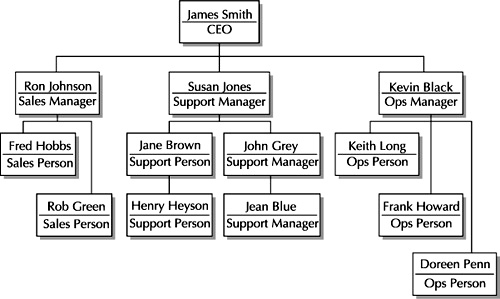 James Smith
CEO
Ron Johnson
Sales Manager
Susan Jones
Support Manager
Kevin Black
Ops Manager
Fred Hobbs
Sales Person
Jane Brown
Support Person
John Grey
Support Manager
Keith Long
Ops Person
Rob Green
Sales Person
Henry Heyson
Support Person
Jean Blue
Support Manager
Frank Howard
Ops Person
Doreen Penn
Ops Person